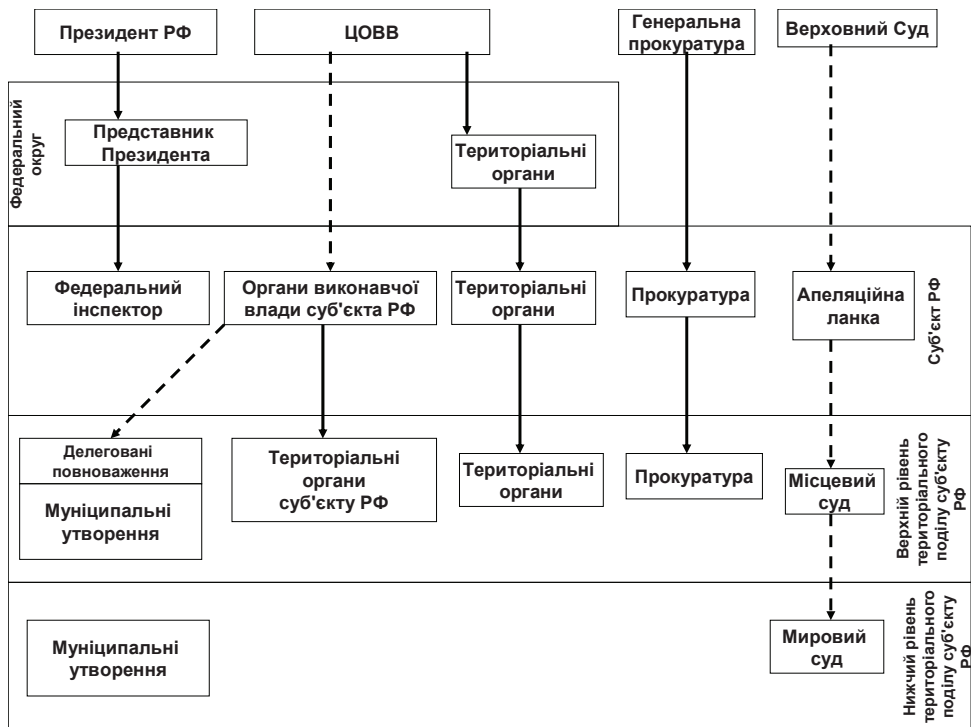 Президент РФ
ЦОВВ
Генеральна
прокуратура
Верховний Суд
Федеральний
округ
Представник
Президента
Територіальні
органи
Федеральний
інспектор
Органи виконавчої
влади суб'єкта РФ
Територіальні
органи
Прокуратура
Апеляційна
ланка
Суб'єкт РФ
Делеговані
повноваження
Муніципальні
утворення
Територіальні
органи
суб'єкту РФ
Територіальні
органи
Прокуратура
Місцевий
суд
Верхній рівень
територіального
поділу суб'єкту
РФ
Муніципальні
утворення
Мировий
суд
Нижчий рівень
територіального
поділу суб'єкту
РФ